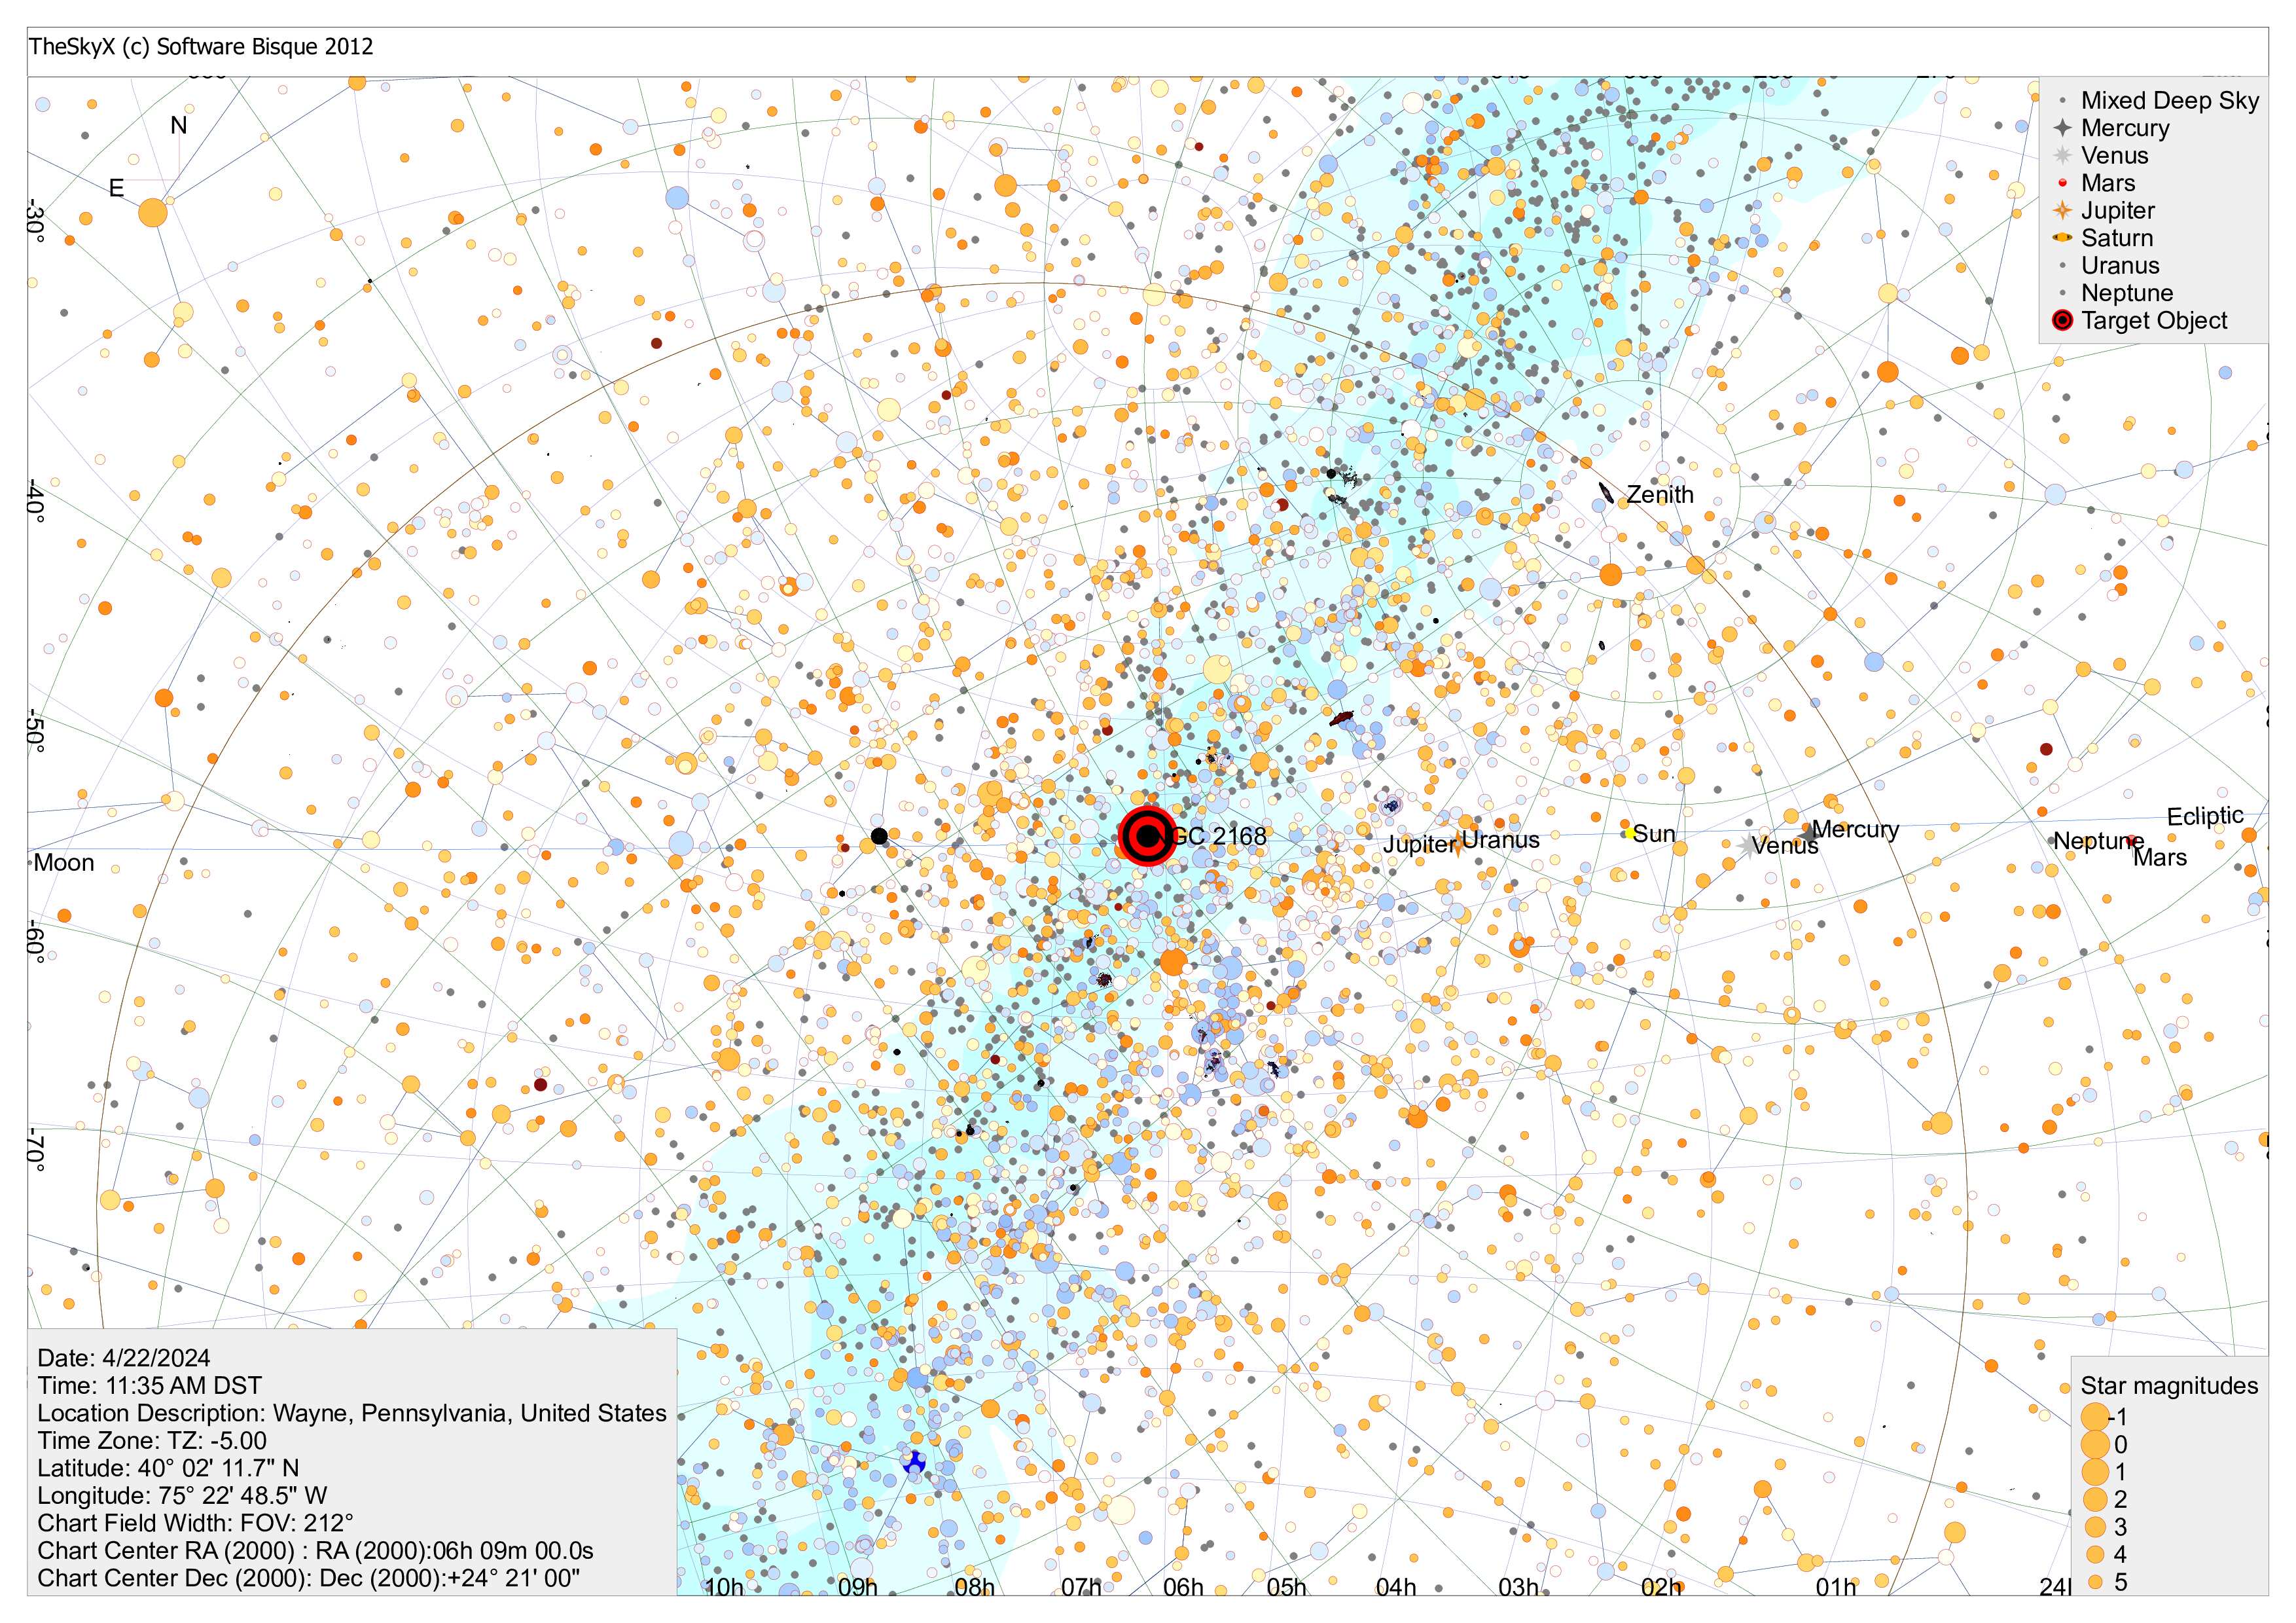 TheSkyX (c) Software Bisque 2012
N
E
-30°
-40°
-50°
-60°
-70°
Mixed Deep Sky
Mercury
Venus
Mars
Jupiter
Saturn
Uranus
Neptune
Target Object
Zenith
Moon
GC 2168
Jupiter
Uranus
Sun
Venus
Mercury
Neptune
Mars
Ecliptic
Date: 4/22/2024
Time: 11:35 AM DST
Location Description: Wayne, Pennsylvania, United States
Time Zone: TZ: -5.00
Latitude: 40° 02' 11.7" N
Longitude: 75° 22' 48.5" W
Chart Field Width: FOV: 212°
Chart Center RA (2000) : RA (2000):06h 09m 00.0s
Chart Center Dec (2000): Dec (2000):+24° 21' 00"
10h 09h 08h 07h 06h 05h 04h 03h 02h 01h
Star magnitudes
-1
0
1
2
3
4
5